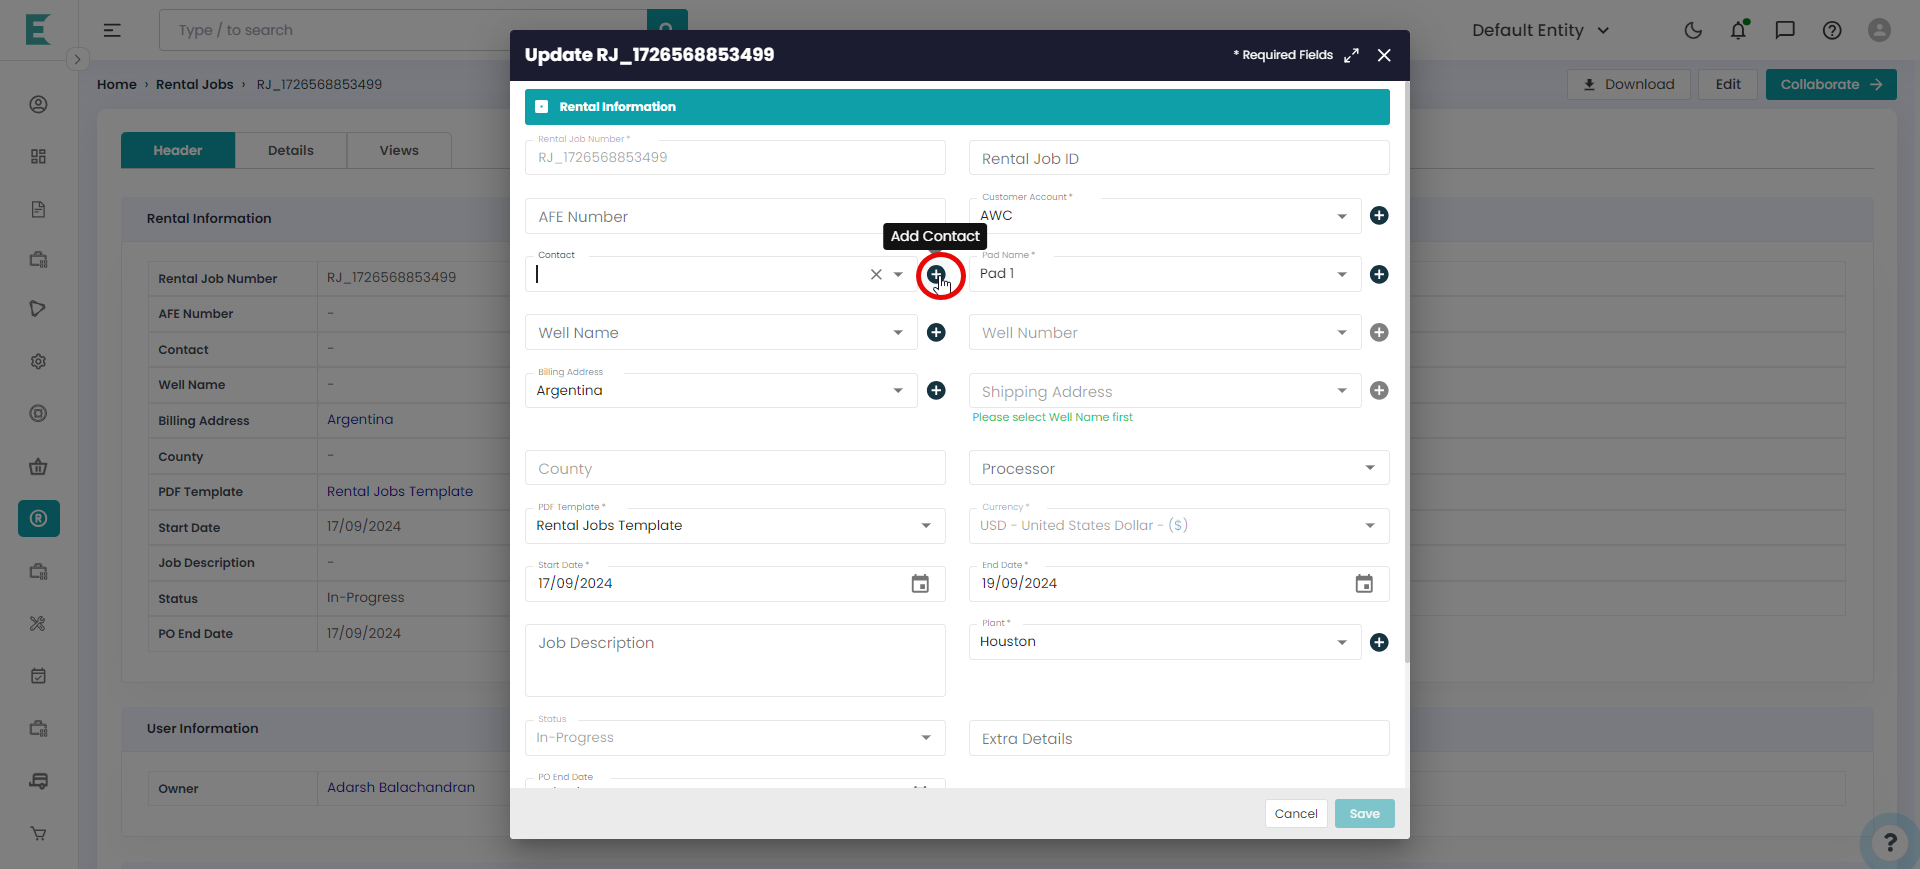 Type / to search
Default Entity
Home › Rental Jobs › RJ_1726568853499
Download
Edit
Collaborate
Header
Details
Views
Rental Information
Rental Job Number RJ_1726568853499
AFE Number -
Contact -
Well Name -
Billing Address Argentina
County -
PDF Template Rental Jobs Template
Start Date 17/09/2024
Job Description -
Status In-Progress
PO End Date 17/09/2024
User Information
Owner Adarsh Balachandran
Update RJ_1726568853499
* Required Fields
Rental Information
Rental Job Number *
RJ_1726568853499
Rental Job ID
AFE Number
Customer Account *
AWC
Add Contact
Contact
Pad Name *
Pad 1
Well Name
Well Number
Billing Address
Argentina
Shipping Address
Please select Well Name first
County
Processor
PDF Template *
Rental Jobs Template
Currency *
USD - United States Dollar - ($)
Start Date *
17/09/2024
End Date *
19/09/2024
Job Description
Plant *
Houston
Status
In-Progress
Extra Details
PO End Date
Cancel
Save
?